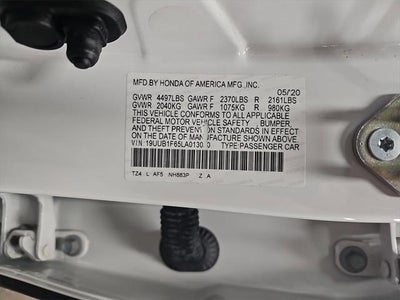 MFD.BY HONDA OF AMERICA MFG.,INC. 05/20
GVWR 4497LBS GAWR F 2370LBS R 2161LBS
GVWR 2040KG GAWR F 1075KG R 980KG
THIS VEHICLE CONFORMS TO ALL APPLICABLE
FEDERAL MOTOR VEHICLE SAFETY BUMPER,
AND THEFT PREVENTION STANDARDS IN EFFECT
ON THE DATE OF MANUFACTURE SHOWN ABOVE
VIN: TYPE:PASSENGER CAR
TZ4 L AF5 NH883P Z A